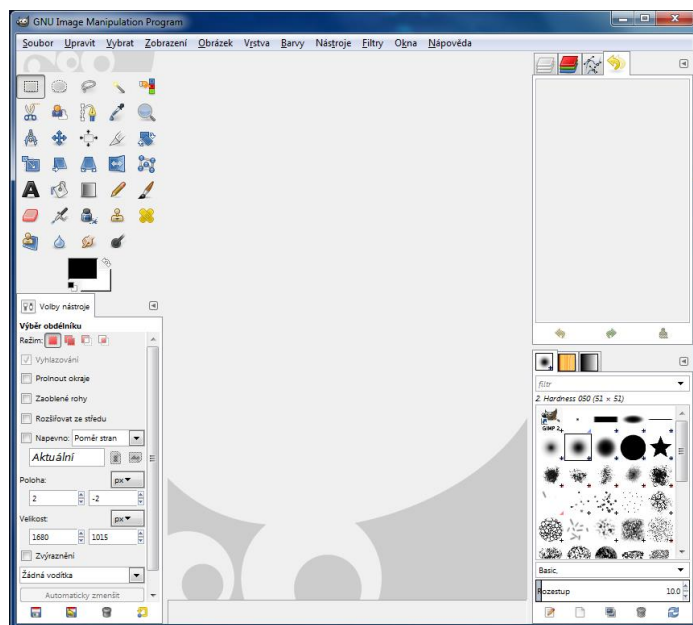 GNU Image Manipulation Program
Soubor Upravit Vybrat Zobrazení Obrázek Vrstva Barvy Nástroje Filtry Okna Nápověda
Volby nástroje
Výběr obdélníku
Režim:
Vyhlazování
Prolnout okraje
Zaoblené rohy
Rozšiřovat ze středu
Napevno: Poměr stran
Aktuální
Poloha: px
2 -2
Velikost: px
1680 1015
Zvýraznění
Žádná vodítka
Automaticky zmenšit
filtr
2. Hardness 050 (51 × 51)
GIMP 2
Basic,
Rozestup 10.0